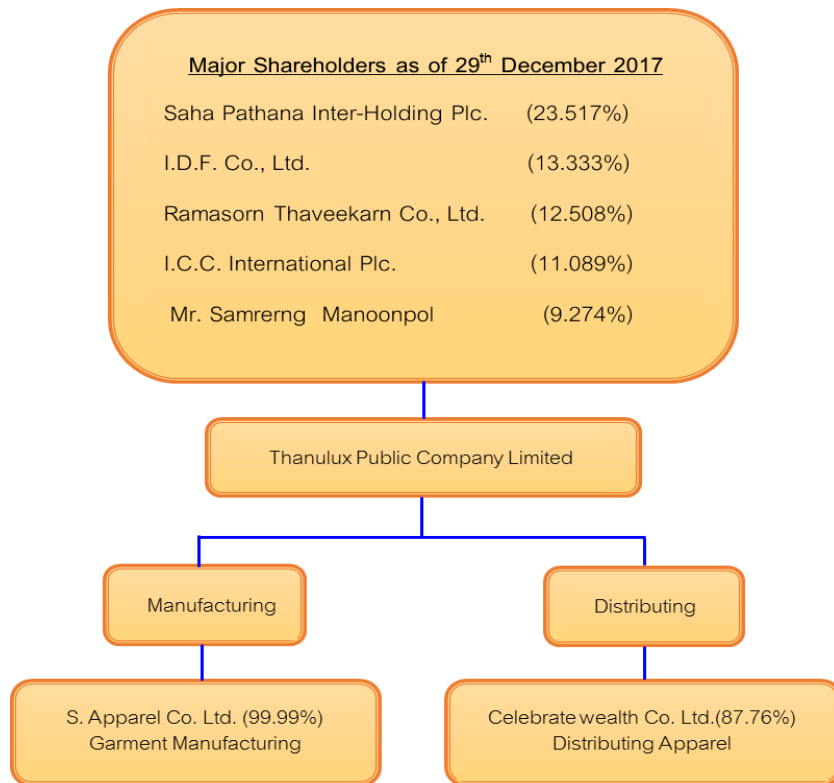 Major Shareholders as of 29th December 2017
Saha Pathana Inter-Holding Plc. (23.517%)
I.D.F. Co., Ltd. (13.333%)
Ramasorn Thaveekarn Co., Ltd. (12.508%)
I.C.C. International Plc. (11.089%)
Mr. Samrerng Manoonpol (9.274%)
Thanulux Public Company Limited
Manufacturing
Distributing
S. Apparel Co. Ltd. (99.99%)
Garment Manufacturing
Celebrate wealth Co. Ltd.(87.76%)
Distributing Apparel